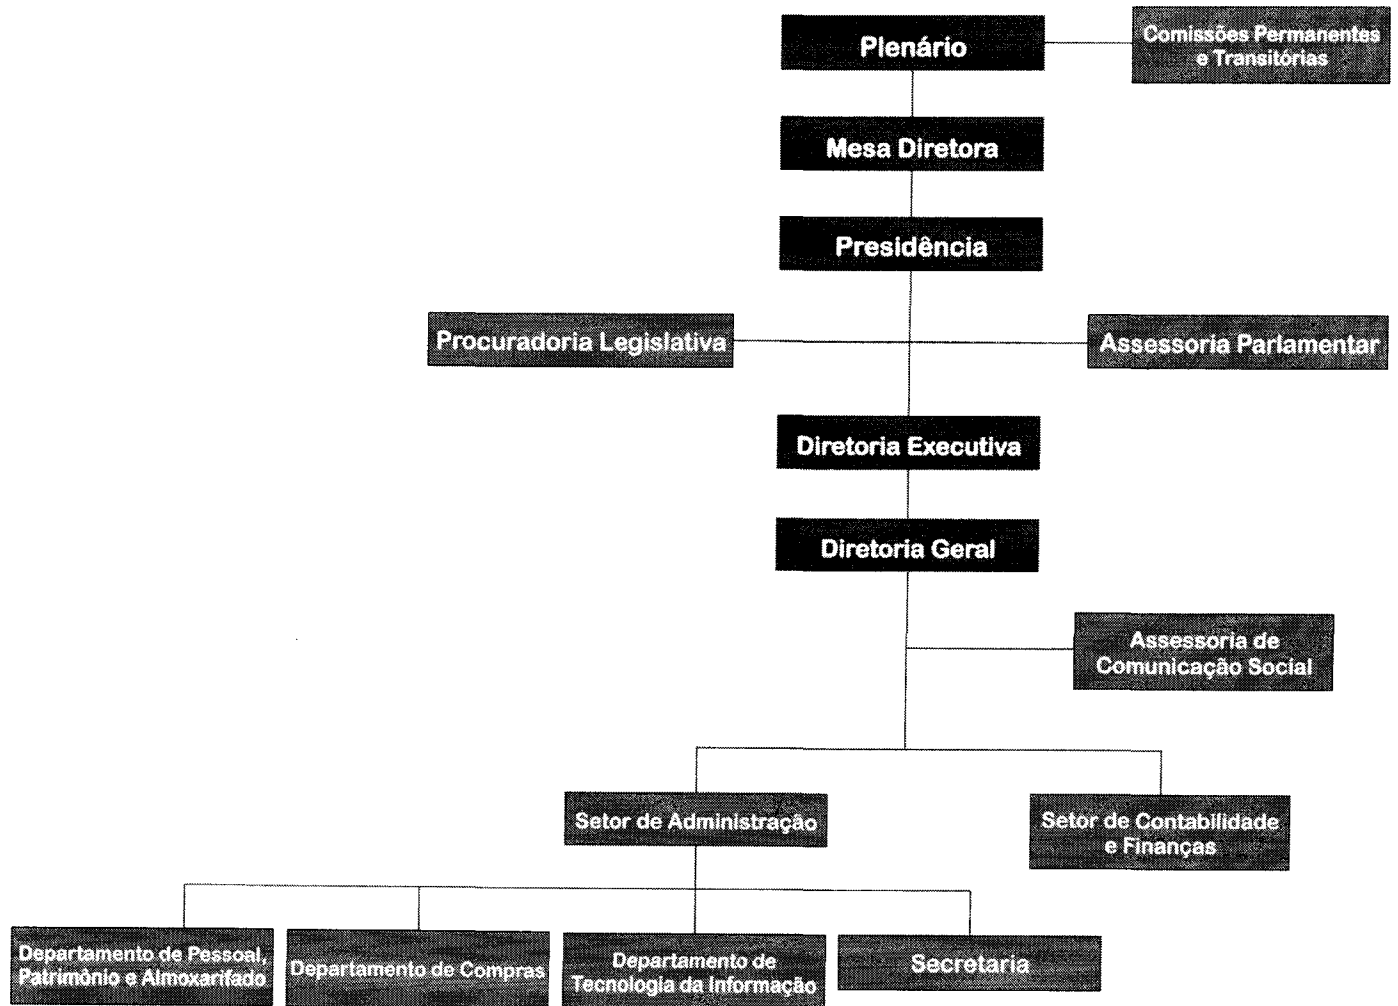 Plenário
Comissões Permanentes
e Transitórias
Mesa Diretora
Presidência
Procuradoria Legislativa
Assessoria Parlamentar
Diretoria Executiva
Diretoria Geral
Assessoria de
Comunicação Social
Setor de Administração
Setor de Contabilidade
e Finanças
Departamento de Pessoal,
Patrimônio e Almoxarifado
Departamento de Compras
Departamento de
Tecnologia da Informação
Secretaria